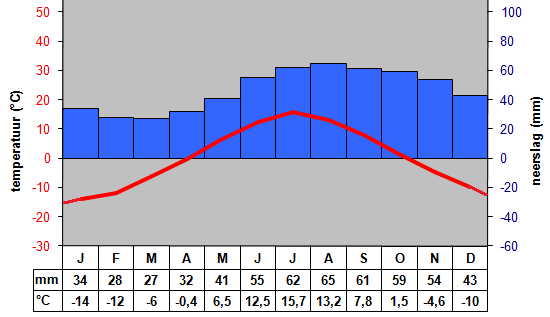 50 100
40 80
30 60
20 40
10 20
0 0
-10 -20
-20 -40
-30 -60
temperatuur (°C)
neerslag (mm)
J F M A M J J A S O N D
mm 34 28 27 32 41 55 62 65 61 59 54 43
°C -14 -12 -6 -0,4 6,5 12,5 15,7 13,2 7,8 1,5 -4,6 -10